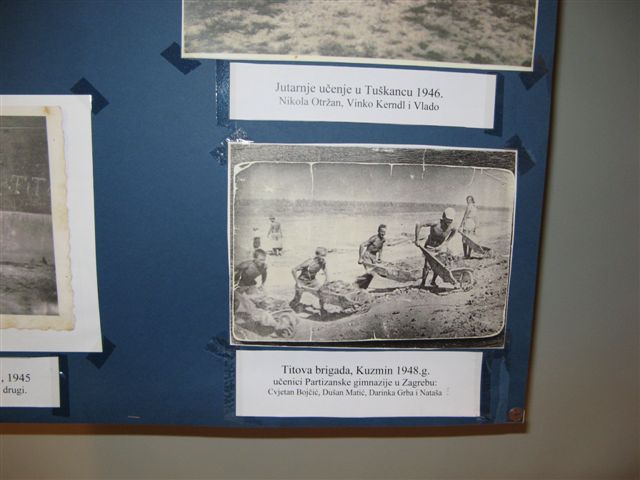 Jutarnje učenje u Tuškancu 1946.
Nikola Otržan, Vinko Kerndl i Vlado
, 1945
drugi.
Titova brigada, Kuzmin 1948.g.
učenici Partizanske gimnazije u Zagrebu:
Cvjetan Bojčić, Dušan Matić, Darinka Grba i Nataša